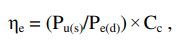 ηe = (Pu(s)/Pe(d)) × Cc ,